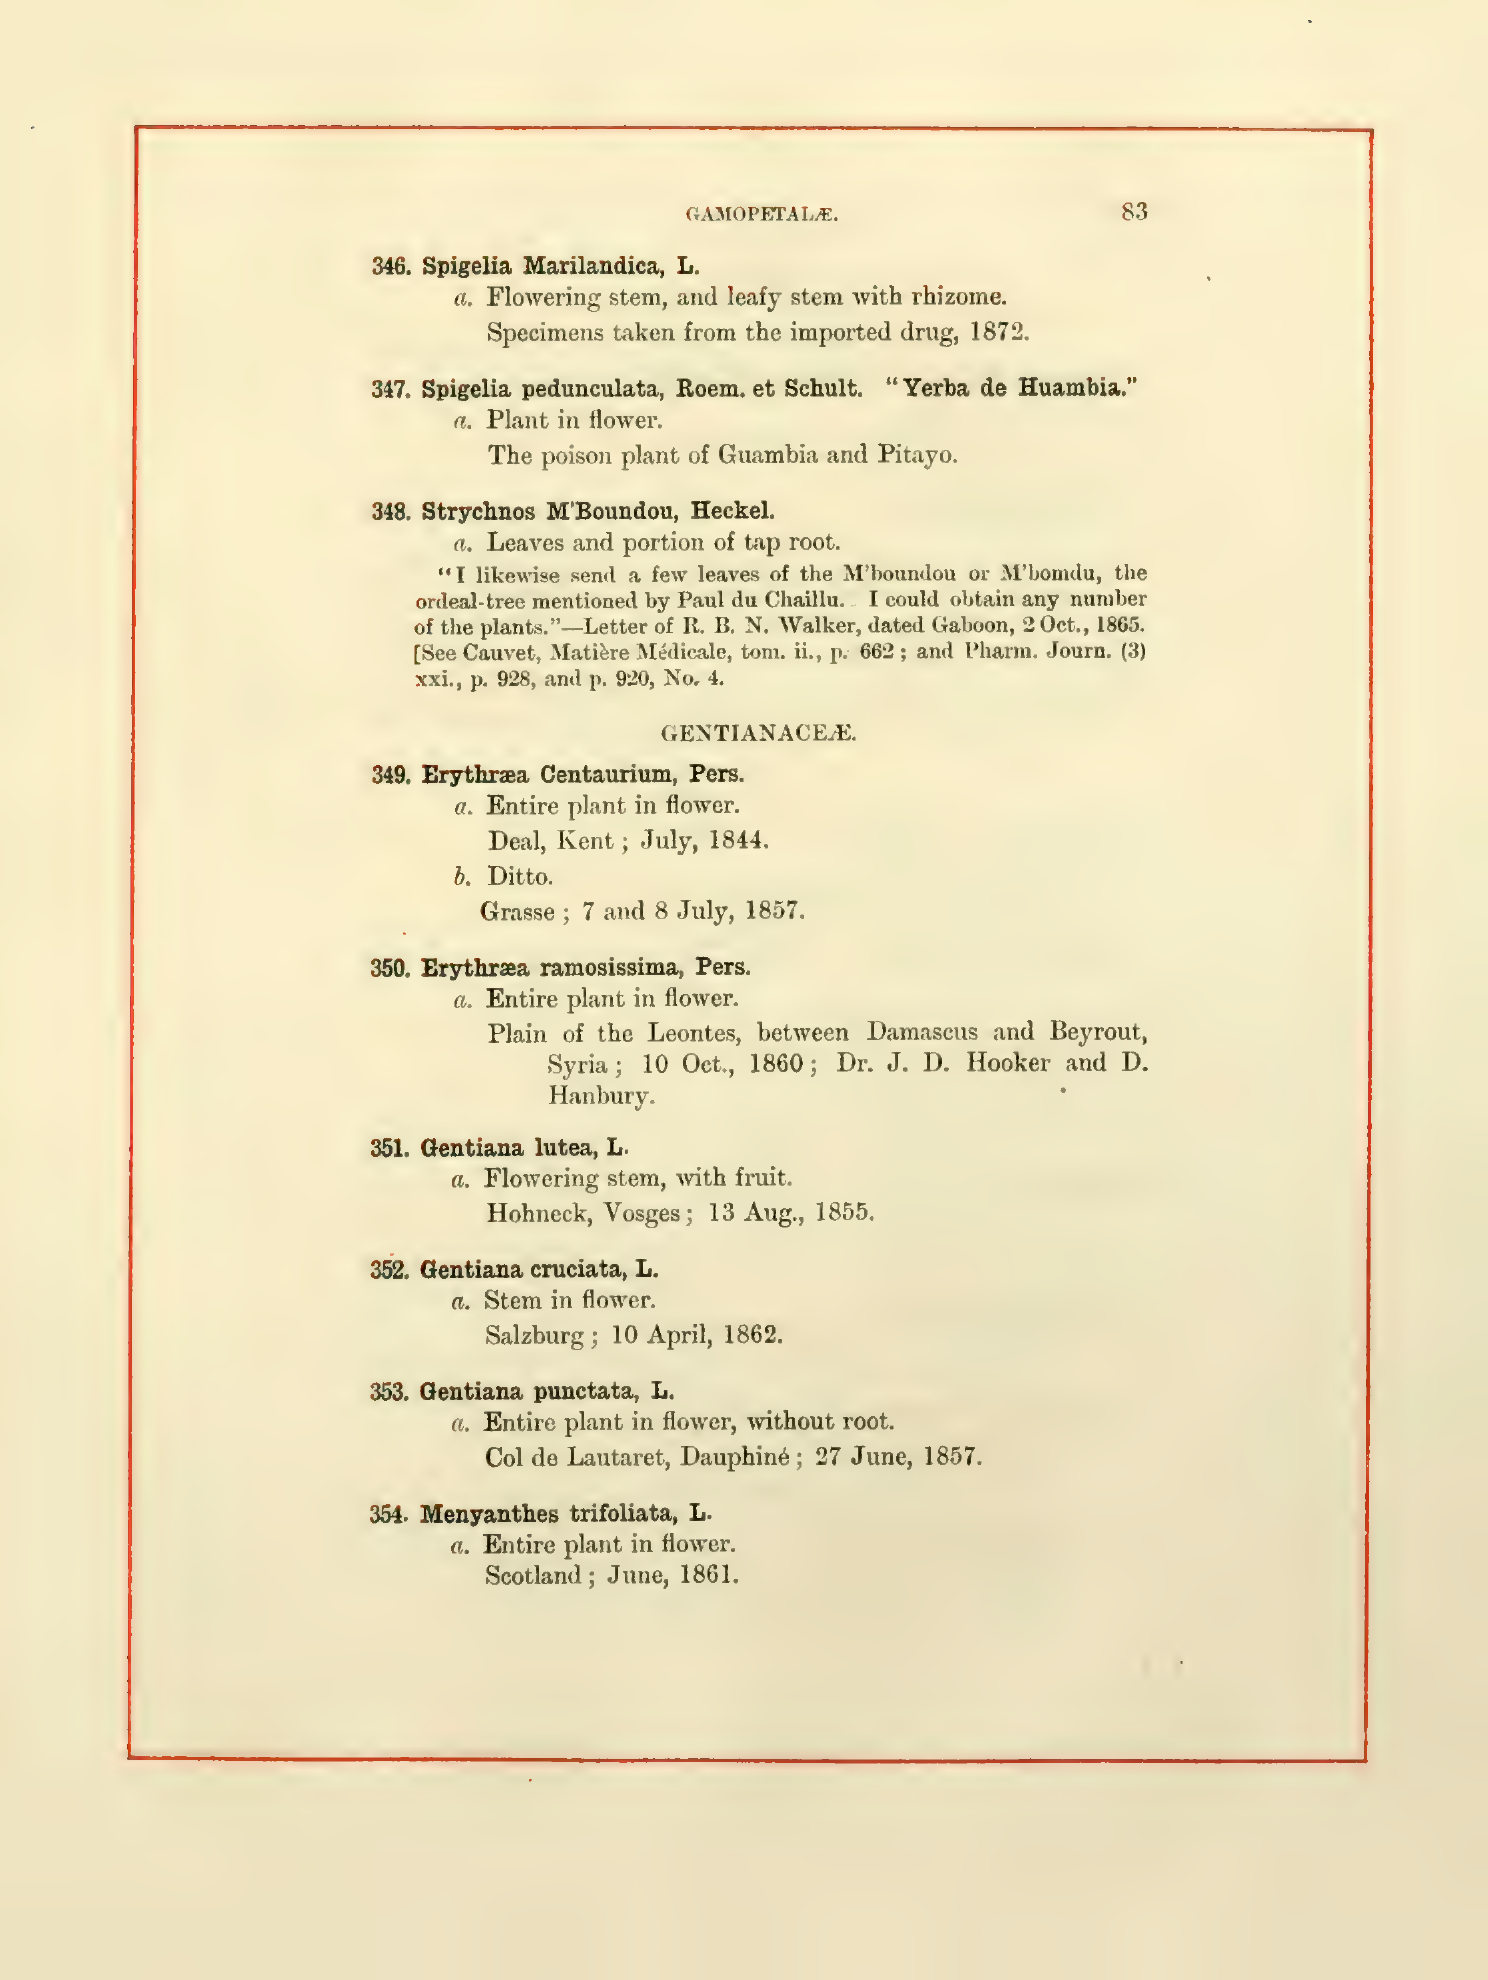 GAMOPETALÆ. 83
346. Spigelia Marilandica, L.
a. Flowering stem, and leafy stem with rhizome.
Specimens taken from the imported drug, 1872.
347. Spigelia pedunculata, Roem. et Schult. "Yerba de Huambia."
a. Plant in flower.
The poison plant of Guambia and Pitayo.
348. Strychnos M'Boundou, Heckel.
a. Leaves and portion of tap root.
"I likewise send a few leaves of the M'boundou or M'bomdu, the
ordeal-tree mentioned by Paul du Chaillu. I could obtain any number
of the plants."—Letter of R. B. N. Walker, dated Gaboon, 2 Oct., 1865.
[See Cauvet, Matière Médicale, tom. ii., p. 662; and Pharm. Journ. (3)
xxi., p. 928, and p. 920, No. 4.
GENTIANACEÆ.
349. Erythræa Centaurium, Pers.
a. Entire plant in flower.
Deal, Kent; July, 1844.
b. Ditto.
Grasse; 7 and 8 July, 1857.
350. Erythræa ramosissima, Pers.
a. Entire plant in flower.
Plain of the Leontes, between Damascus and Beyrout,
Syria; 10 Oct., 1860; Dr. J. D. Hooker and D.
Hanbury.
351. Gentiana lutea, L.
a. Flowering stem, with fruit.
Hohneck, Vosges; 13 Aug., 1855.
352. Gentiana cruciata, L.
a. Stem in flower.
Salzburg; 10 April, 1862.
353. Gentiana punctata, L.
a. Entire plant in flower, without root.
Col de Lautaret, Dauphiné; 27 June, 1857.
354. Menyanthes trifoliata, L.
a. Entire plant in flower.
Scotland; June, 1861.